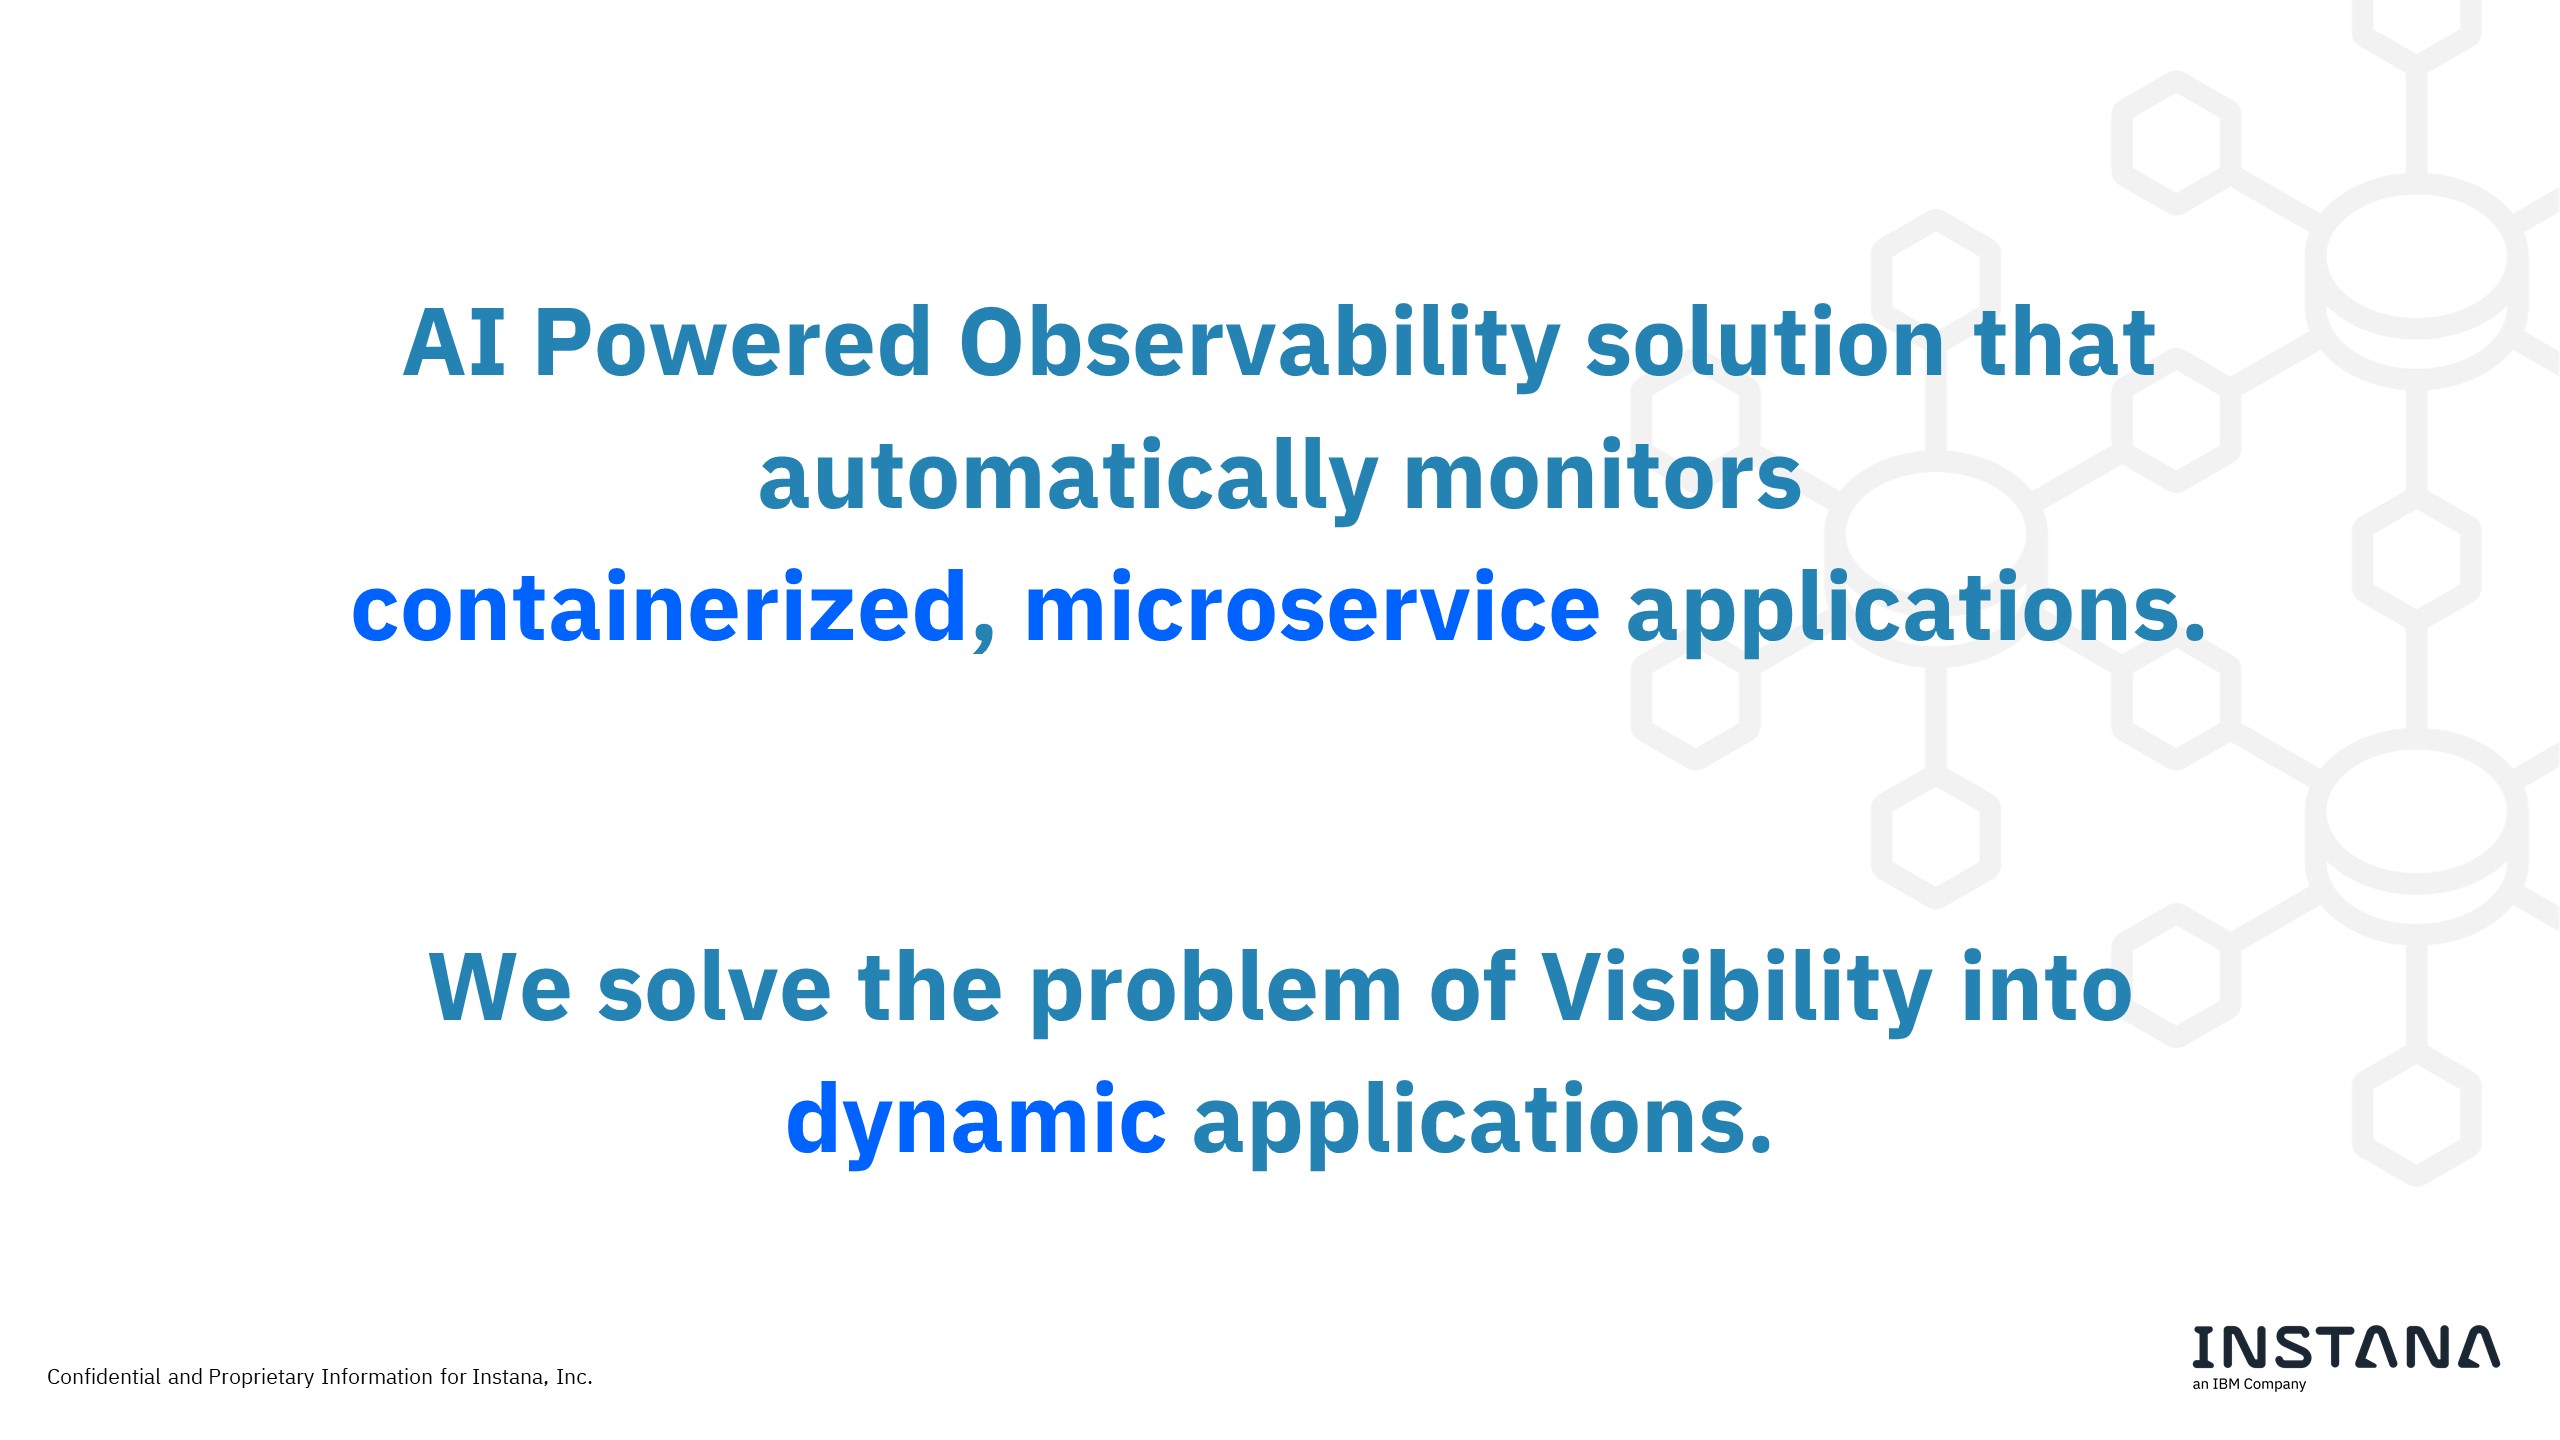 AI Powered Observability solution that
automatically monitors
containerized, microservice applications.
We solve the problem of Visibility into
dynamic applications.
Confidential and Proprietary Information for Instana, Inc.
INSTANA
an IBM Company